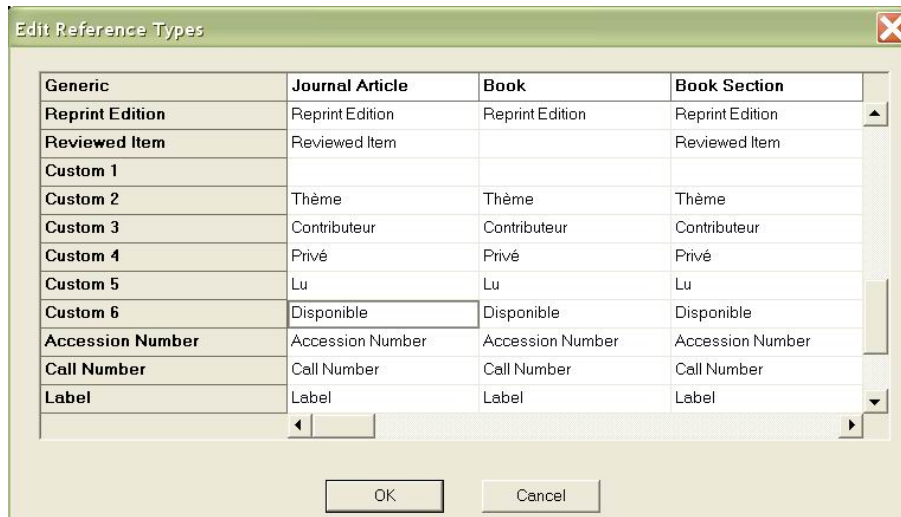 Edit Reference Types
Generic Journal Article Book Book Section
Reprint Edition Reprint Edition Reprint Edition Reprint Edition
Reviewed Item Reviewed Item Reviewed Item
Custom 1
Custom 2 Thème Thème Thème
Custom 3 Contributeur Contributeur Contributeur
Custom 4 Privé Privé Privé
Custom 5 Lu Lu Lu
Custom 6 Disponible Disponible Disponible
Accession Number Accession Number Accession Number Accession Number
Call Number Call Number Call Number Call Number
Label Label Label Label
OK Cancel